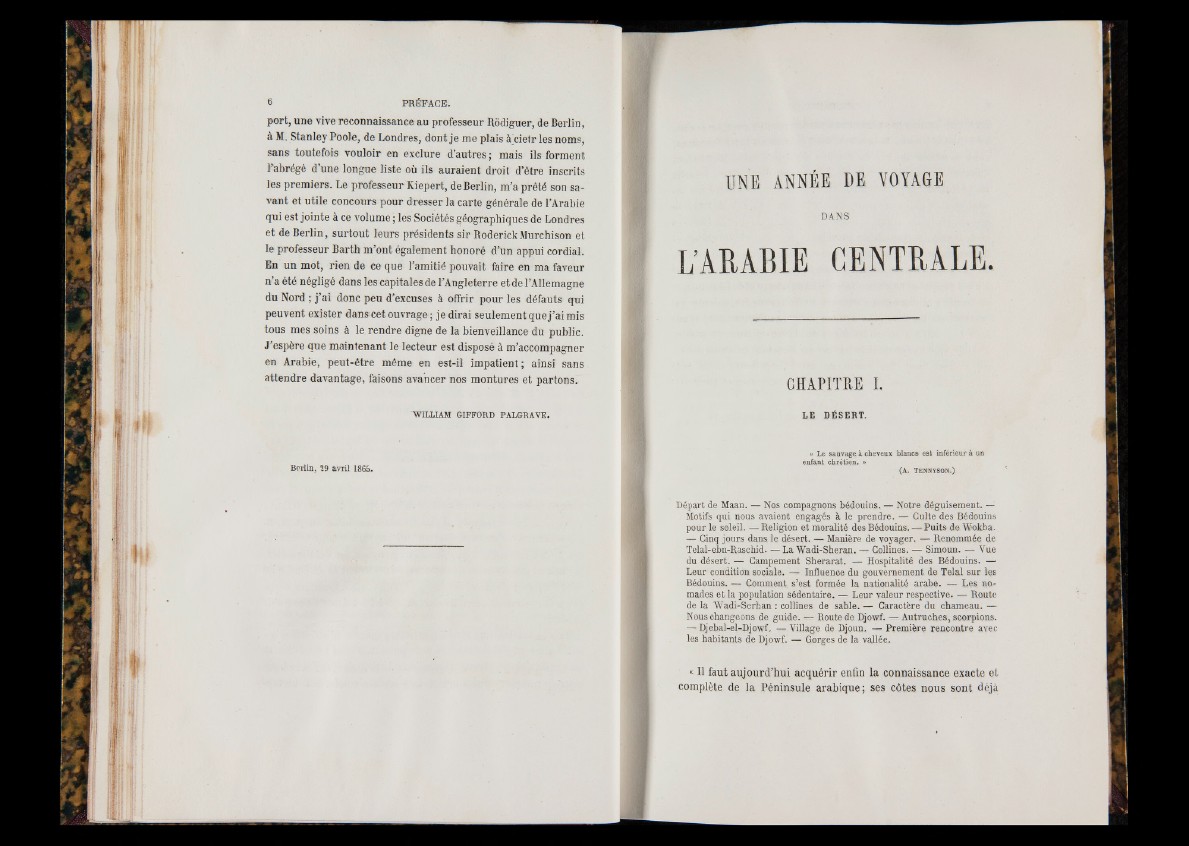 6 PRÉFACE.
port, une vive reconnaissance au professeur Rödiguer, de Berlin,
à M. Stanley Poole, de Londres, dont je me plais à cietr les noms,
sans toutefois vouloir en exclure d'autres; mais ils forment
l'abrégé d'une longue liste où ils auraient droit d'être inscrits
les premiers. Le professeur Kiepert, de Berlin, m'a prêté son sa-
vant et utile concours pour dresser la carte générale de l'Arabie
qui est jointe à ce volume; les Sociétés géographiques de Londres
et de Berlin, surtout leurs présidents sir Roderick Murchison et
le professeur Barth m'ont également honoré d'un appui cordial.
En un mot, rien de ce que l'amitié pouvait faire en ma faveur
n'a été négligé dans les capitales de l'Angleterre et de l'Allemagne
du Nord; j'ai donc peu d'excuses à offrir pour les défauts qui
peuvent exister dans cet ouvrage; je dirai seulement que j'ai mis
tous mes soins à le rendre digne de la bienveillance du public.
J'espère que maintenant le lecteur est disposé à m'accompagner
en Arabie, peut-être même en est-il impatient; ainsi sans
attendre davantage, faisons avancer nos montures et partons.
WILLIAM GIFFORD PALGRAVE.
Berlin, 29 avril 1865.
UNE ANNÉE DE VOYAGE
DANS
L'ARABIE CENTRALE.
CHAPITRE I.
LE DÉSERT.
« Le sauvage à cheveux blancs est inférieur à un
enfant chrétien. »
(A. TENNYSON.)
Départ de Maan. — Nos compagnons bédouins. — Notre déguisement. —
Motifs qui nous avaient engagés à le prendre. — Culte des Bédouins
pour le soleil. — Religion et moralité des Bédouins. — Puits de Wokba.
— Cinq jours dans le désert. — Manière de voyager. — Renommée de
Telal-ebn-Raschid. — La Wadi-Sheran. — Collines. — Simoun. — Vue
du désert. — Campement Sherarat. — Hospitalité des Bédouins. —
Leur condition sociale. — Influence du gouvernement de Telal sur les
Bédouins. — Comment s'est formée la nationalité arabe. — Les no-
mades et la population sédentaire. — Leur valeur respective. — Route
de la Wadi-Serhan: collines de sable. — Caractère du chameau. —
Nous changeons de guide. — Route de Djowf. — Autruches, scorpions.
— Djebal-el-Djowf. — Village de Djoun. — Première rencontre avec
les habitants de Djowf. — Gorges de la vallée.
« Il faut aujourd'hui acquérir enfin la connaissance exacte et
complète de la Péninsule arabique; ses côtes nous sont déjà